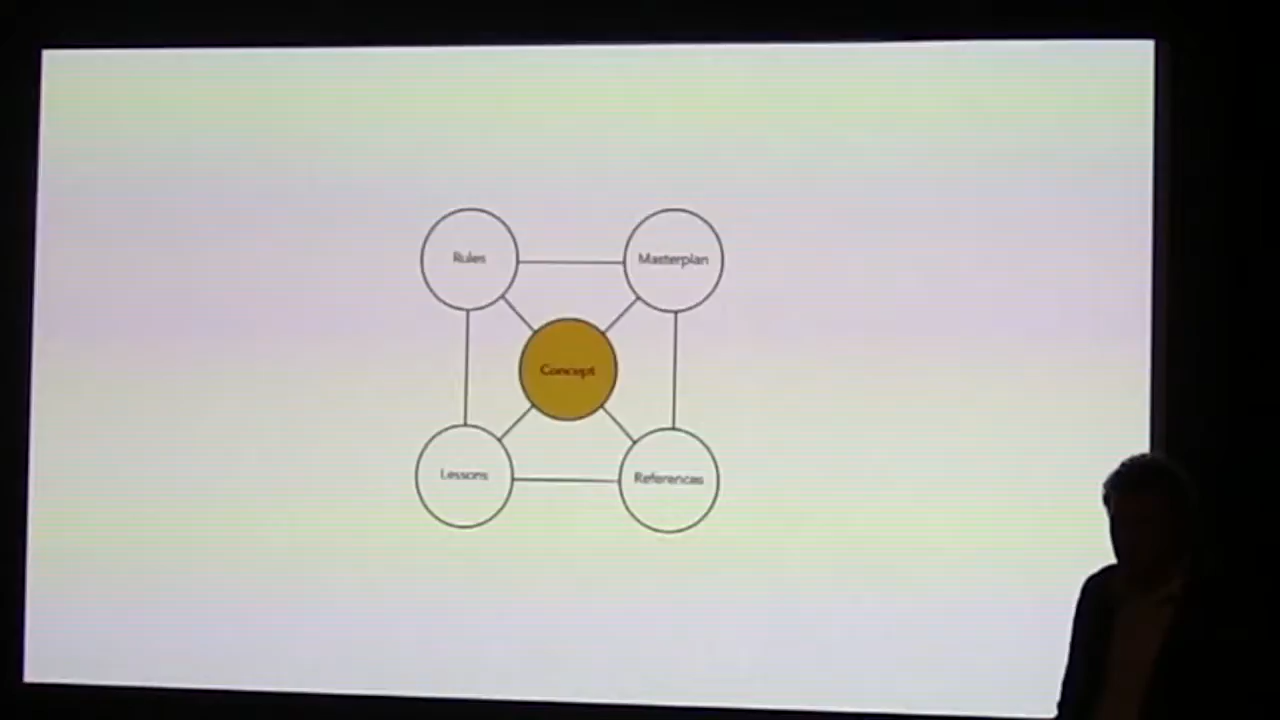 Rules
Masterplan
Concept
Lessons
References